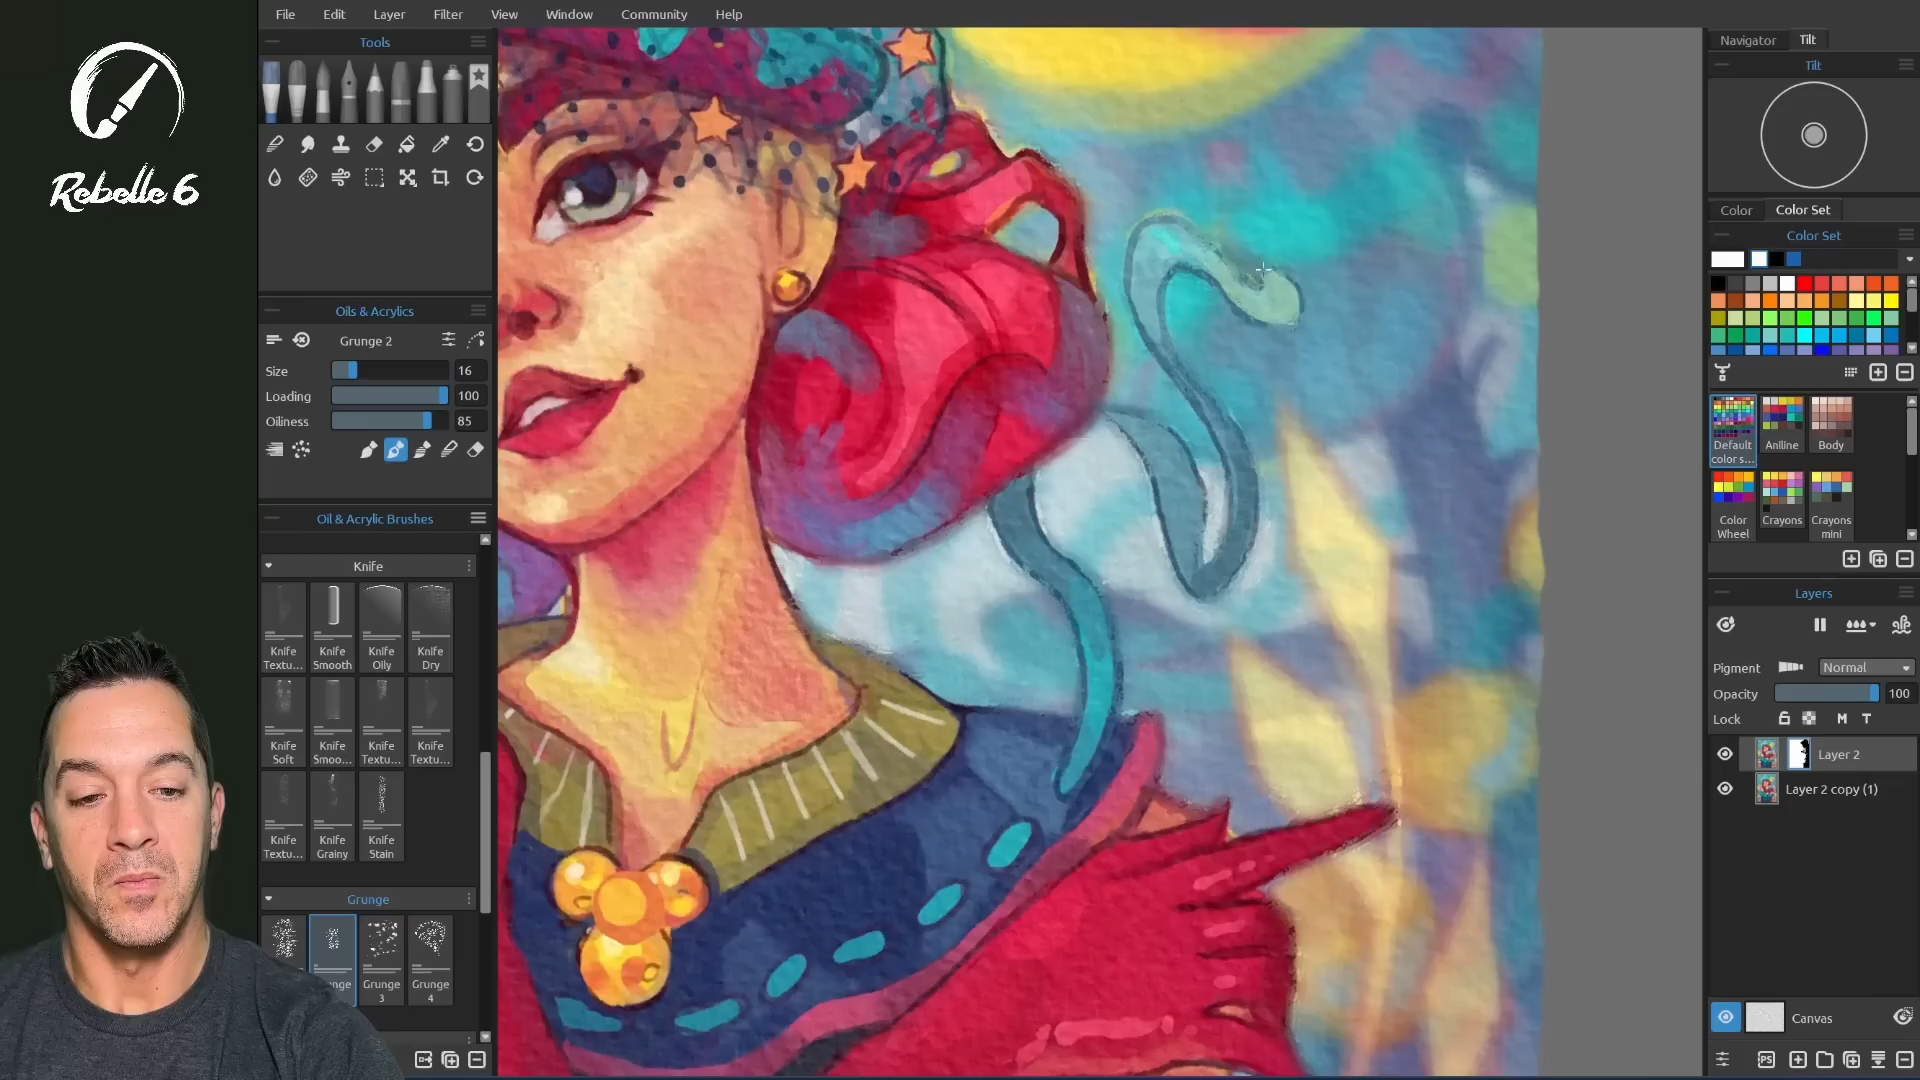 Rebelle 6
File Edit Layer Filter View Window Community Help
Tools
Oils & Acrylics
Grunge 2
Size 16
Loading 100
Oiliness 85
Oil & Acrylic Brushes
Knife
Knife Textu... Knife Smooth Knife Oily Knife Dry
Knife Soft Knife Smoo... Knife Textu... Knife Textu...
Knife Textu... Knife Grainy Knife Stain
Grunge
Grunge 3 Grunge 4
Navigator Tilt
Tilt
Color Color Set
Color Set
Default color s... Aniline Body
Color Wheel Crayons Crayons mini
Layers
Pigment Normal
Opacity 100
Lock M T
Layer 2
Layer 2 copy (1)
Canvas
PS